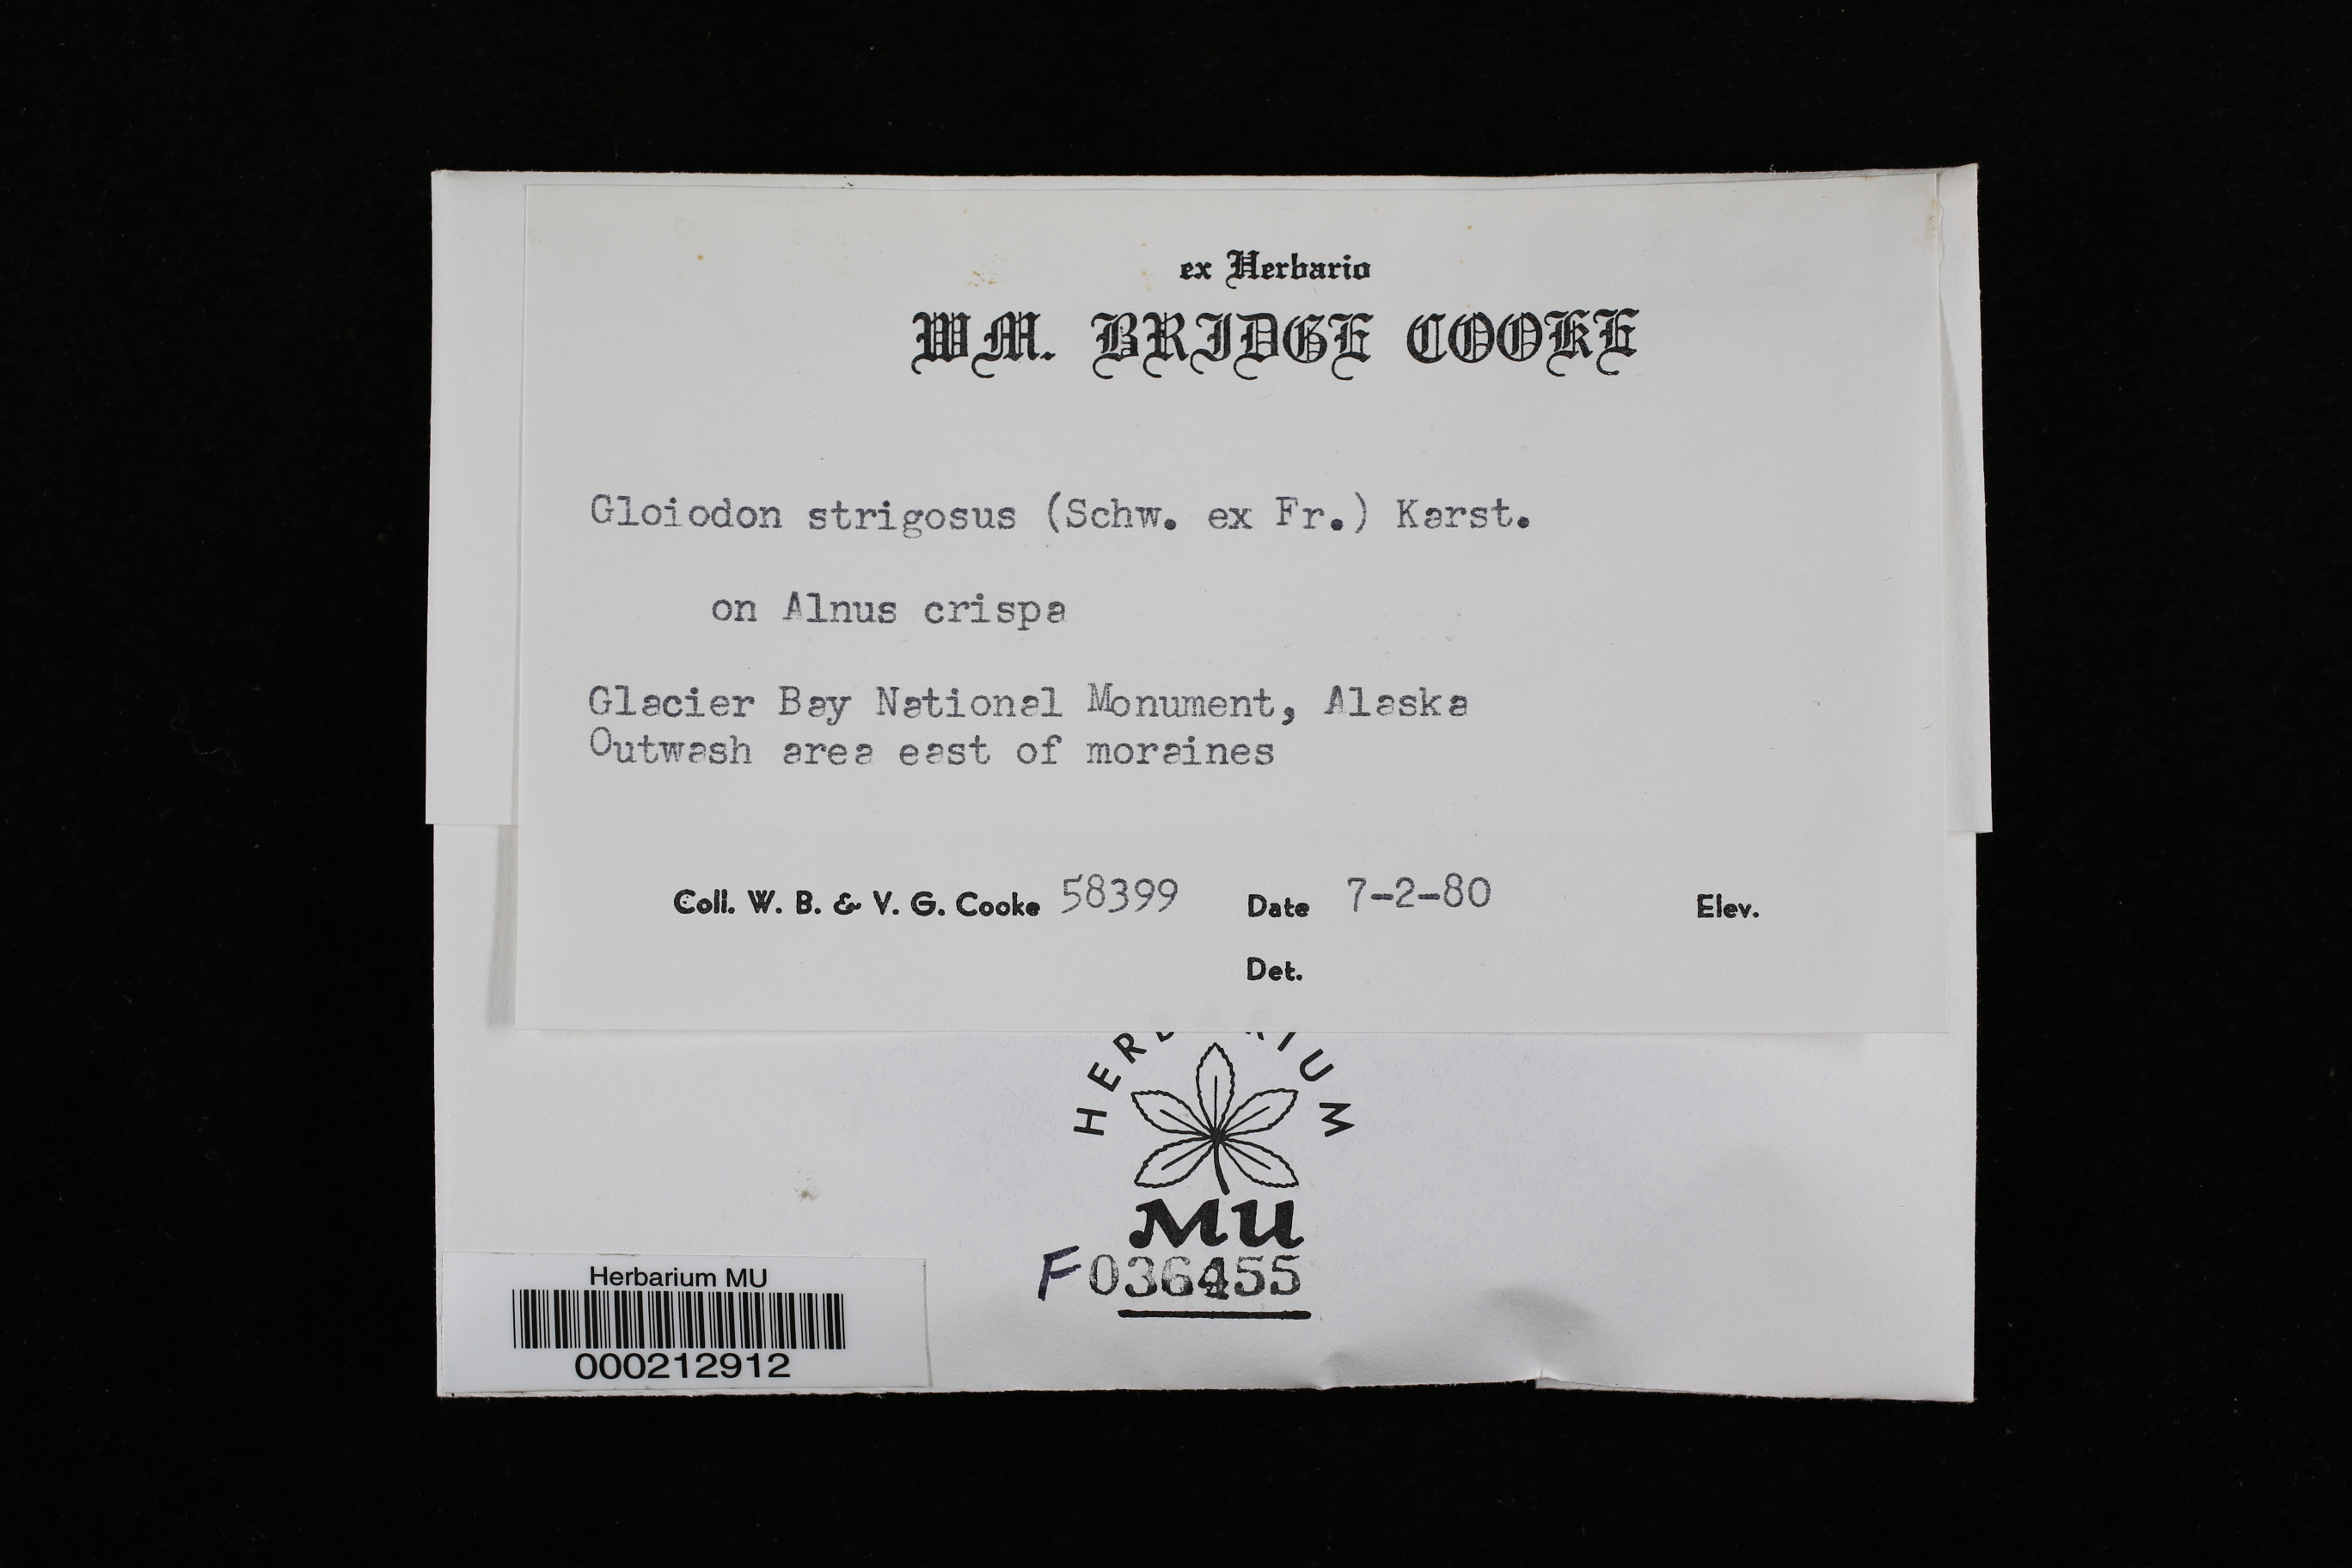 ex Herbario
WM. BRIDGE COOKE
Gloiodon strigosus (Schw. ex Fr.) Karst.
on Alnus crispa
Glacier Bay National Monument, Alaska
Outwash area east of moraines
Coll. W. B. & V. G. Cooke 58399 Date 7-2-80 Elev.
Det.
MU
F036455
Herbarium MU
000212912